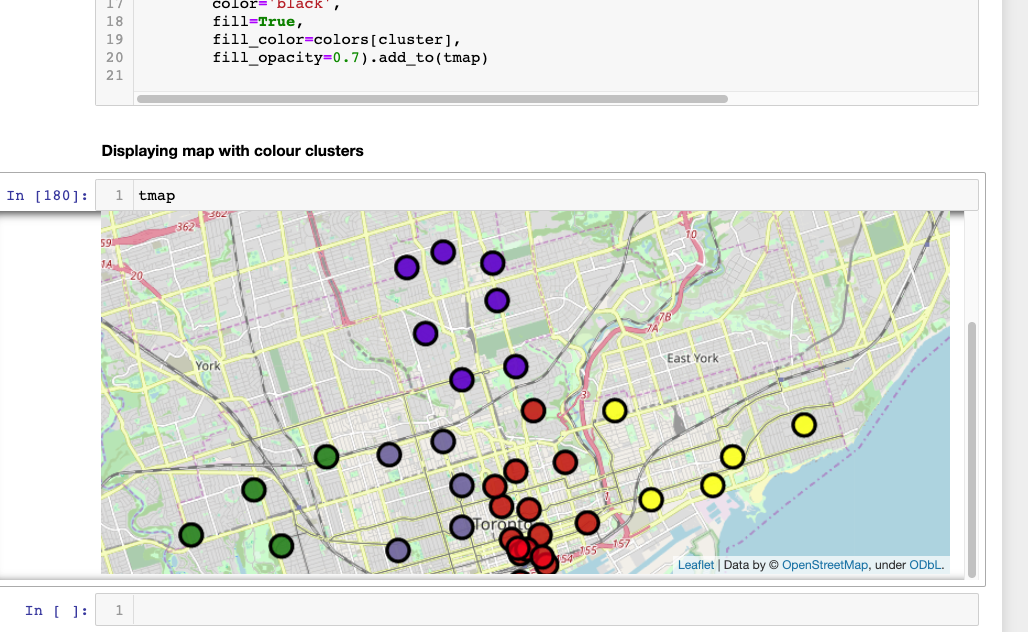 17 color='black',
18 fill=True,
19 fill_color=colors[cluster],
20 fill_opacity=0.7).add_to(tmap)
21
Displaying map with colour clusters
In [180]: 1 tmap
362
362
59
10
1A
20
7B
7A
York
East York
3
1
Toronto
157
155
154
Leaflet | Data by © OpenStreetMap, under ODbL.
In [ ]: 1